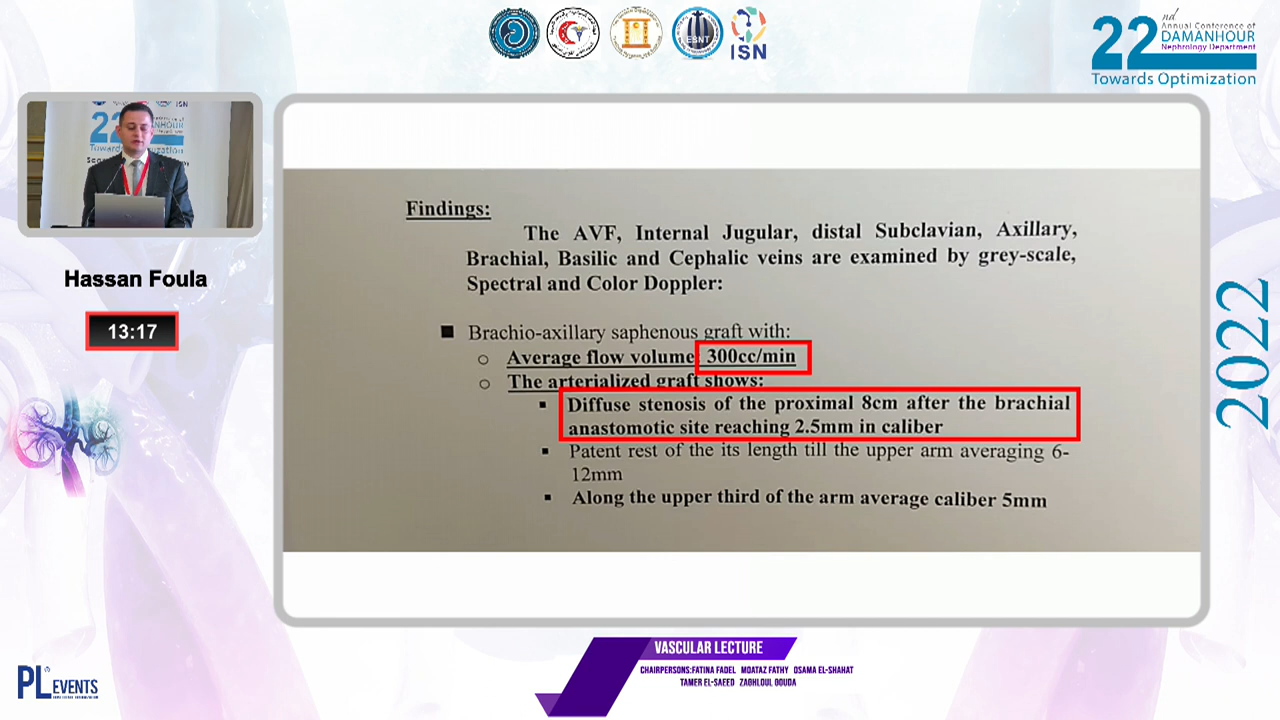 ESNT
ISN
22
nd
Annual Conference of
DAMANHOUR
Nephrology Department
Towards Optimization
ISN
22
Hassan Foula
13:17
Findings:
The AVF, Internal Jugular, distal Subclavian, Axillary,
Brachial, Basilic and Cephalic veins are examined by grey-scale,
Spectral and Color Doppler:
■ Brachio-axillary saphenous graft with:
o Average flow volume: 300cc/min
o The arterialized graft shows:
▪ Diffuse stenosis of the proximal 8cm after the brachial
anastomotic site reaching 2.5mm in caliber
▪ Patent rest of the its length till the upper arm averaging 6-
12mm
▪ Along the upper third of the arm average caliber 5mm
2022
VASCULAR LECTURE
CHAIRPERSONS:FATINA FADEL MOATAZ FATHY OSAMA EL-SHAHAT
TAMER EL-SAEED ZAGHLOUL GOUDA
PL EVENTS